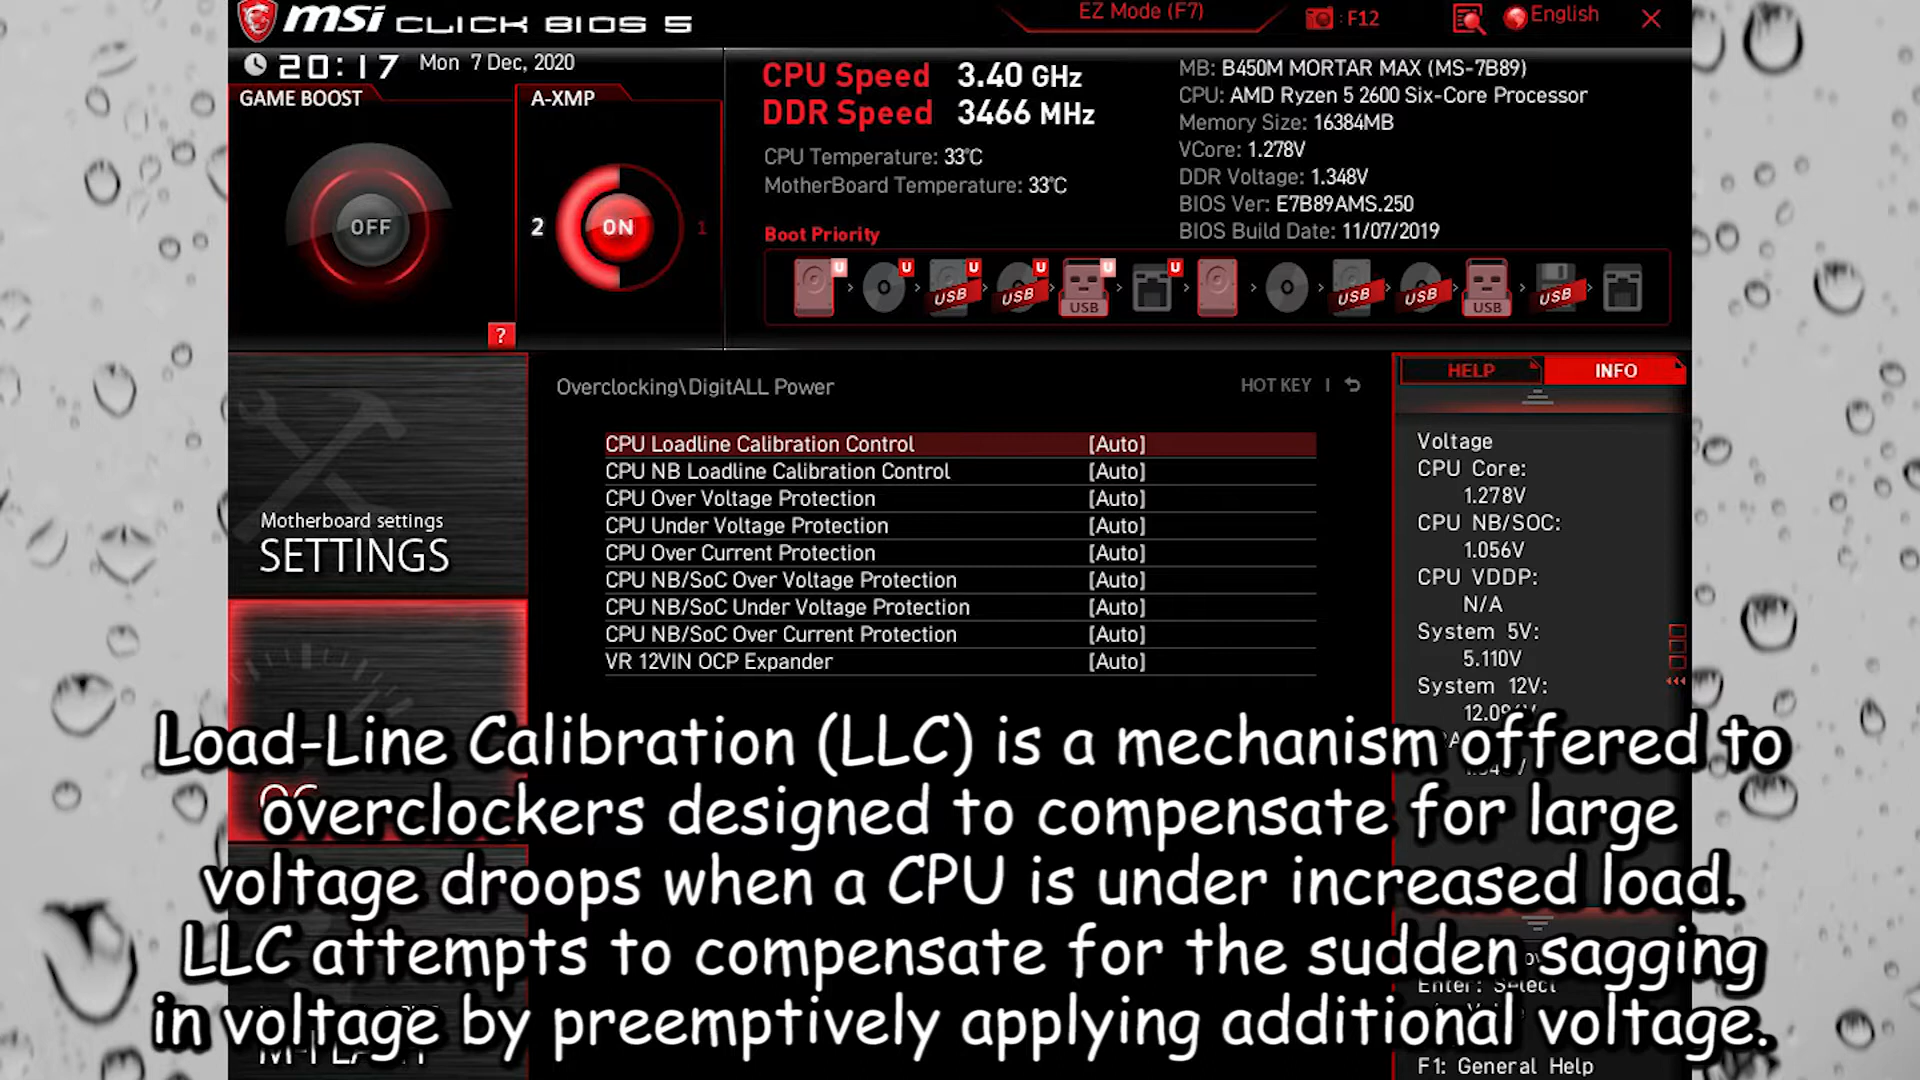 msi CLICK BIOS 5
EZ Mode (F7)
: F12
English
20:17 Mon 7 Dec, 2020
GAME BOOST
OFF
?
A-XMP
2 ON 1
CPU Speed 3.40 GHz
DDR Speed 3466 MHz
CPU Temperature: 33°C
MotherBoard Temperature: 33°C
MB: B450M MORTAR MAX (MS-7B89)
CPU: AMD Ryzen 5 2600 Six-Core Processor
Memory Size: 16384MB
VCore: 1.278V
DDR Voltage: 1.348V
BIOS Ver: E7B89AMS.250
BIOS Build Date: 11/07/2019
Boot Priority
U U U U U U
USB USB USB USB USB USB USB
Motherboard settings
SETTINGS
Overclocking\DigitALL Power
HOT KEY
CPU Loadline Calibration Control [Auto]
CPU NB Loadline Calibration Control [Auto]
CPU Over Voltage Protection [Auto]
CPU Under Voltage Protection [Auto]
CPU Over Current Protection [Auto]
CPU NB/SoC Over Voltage Protection [Auto]
CPU NB/SoC Under Voltage Protection [Auto]
CPU NB/SoC Over Current Protection [Auto]
VR 12VIN OCP Expander [Auto]
HELP
INFO
Voltage
CPU Core:
1.278V
CPU NB/SOC:
1.056V
CPU VDDP:
N/A
System 5V:
5.110V
System 12V:
Load-Line Calibration (LLC) is a mechanism offered to
overclockers designed to compensate for large
voltage droops when a CPU is under increased load.
LLC attempts to compensate for the sudden sagging
in voltage by preemptively applying additional voltage.
Enter: Select
F1: General Help